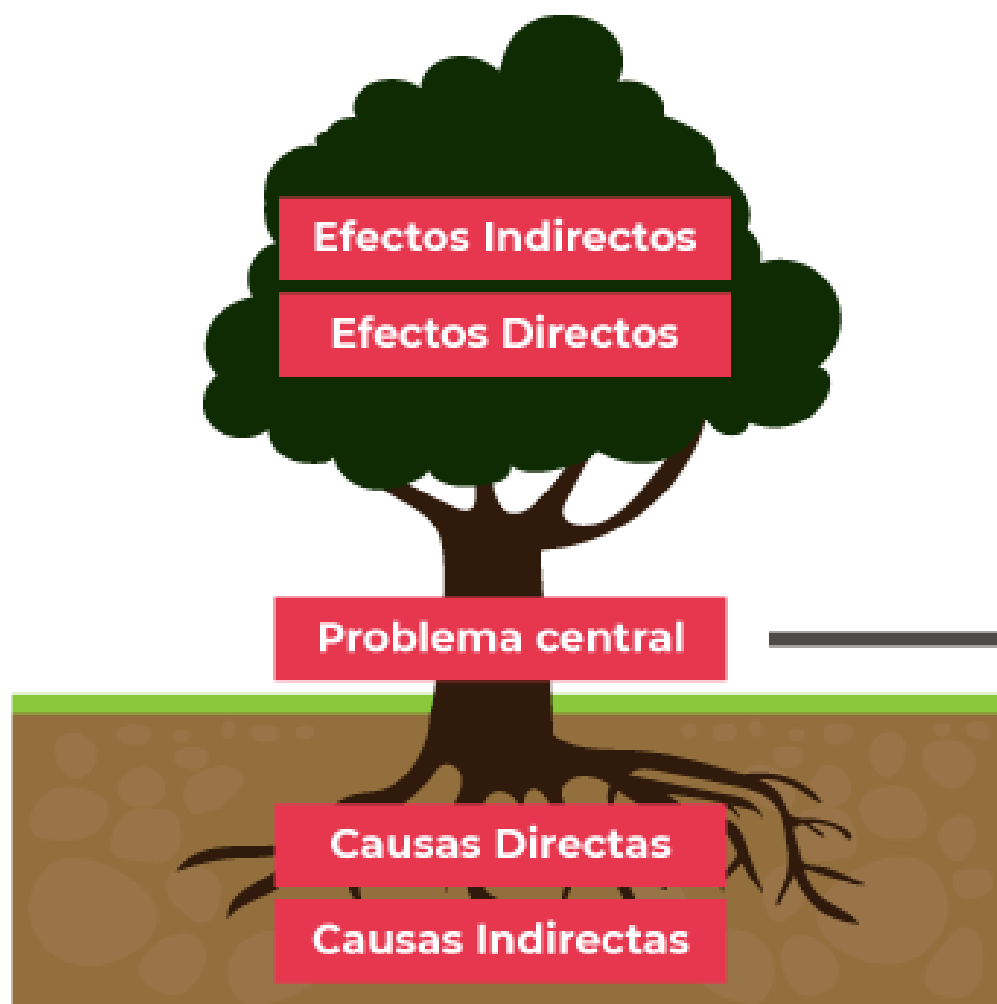 Efectos Indirectos
Efectos Directos
Problema central
Causas Directas
Causas Indirectas